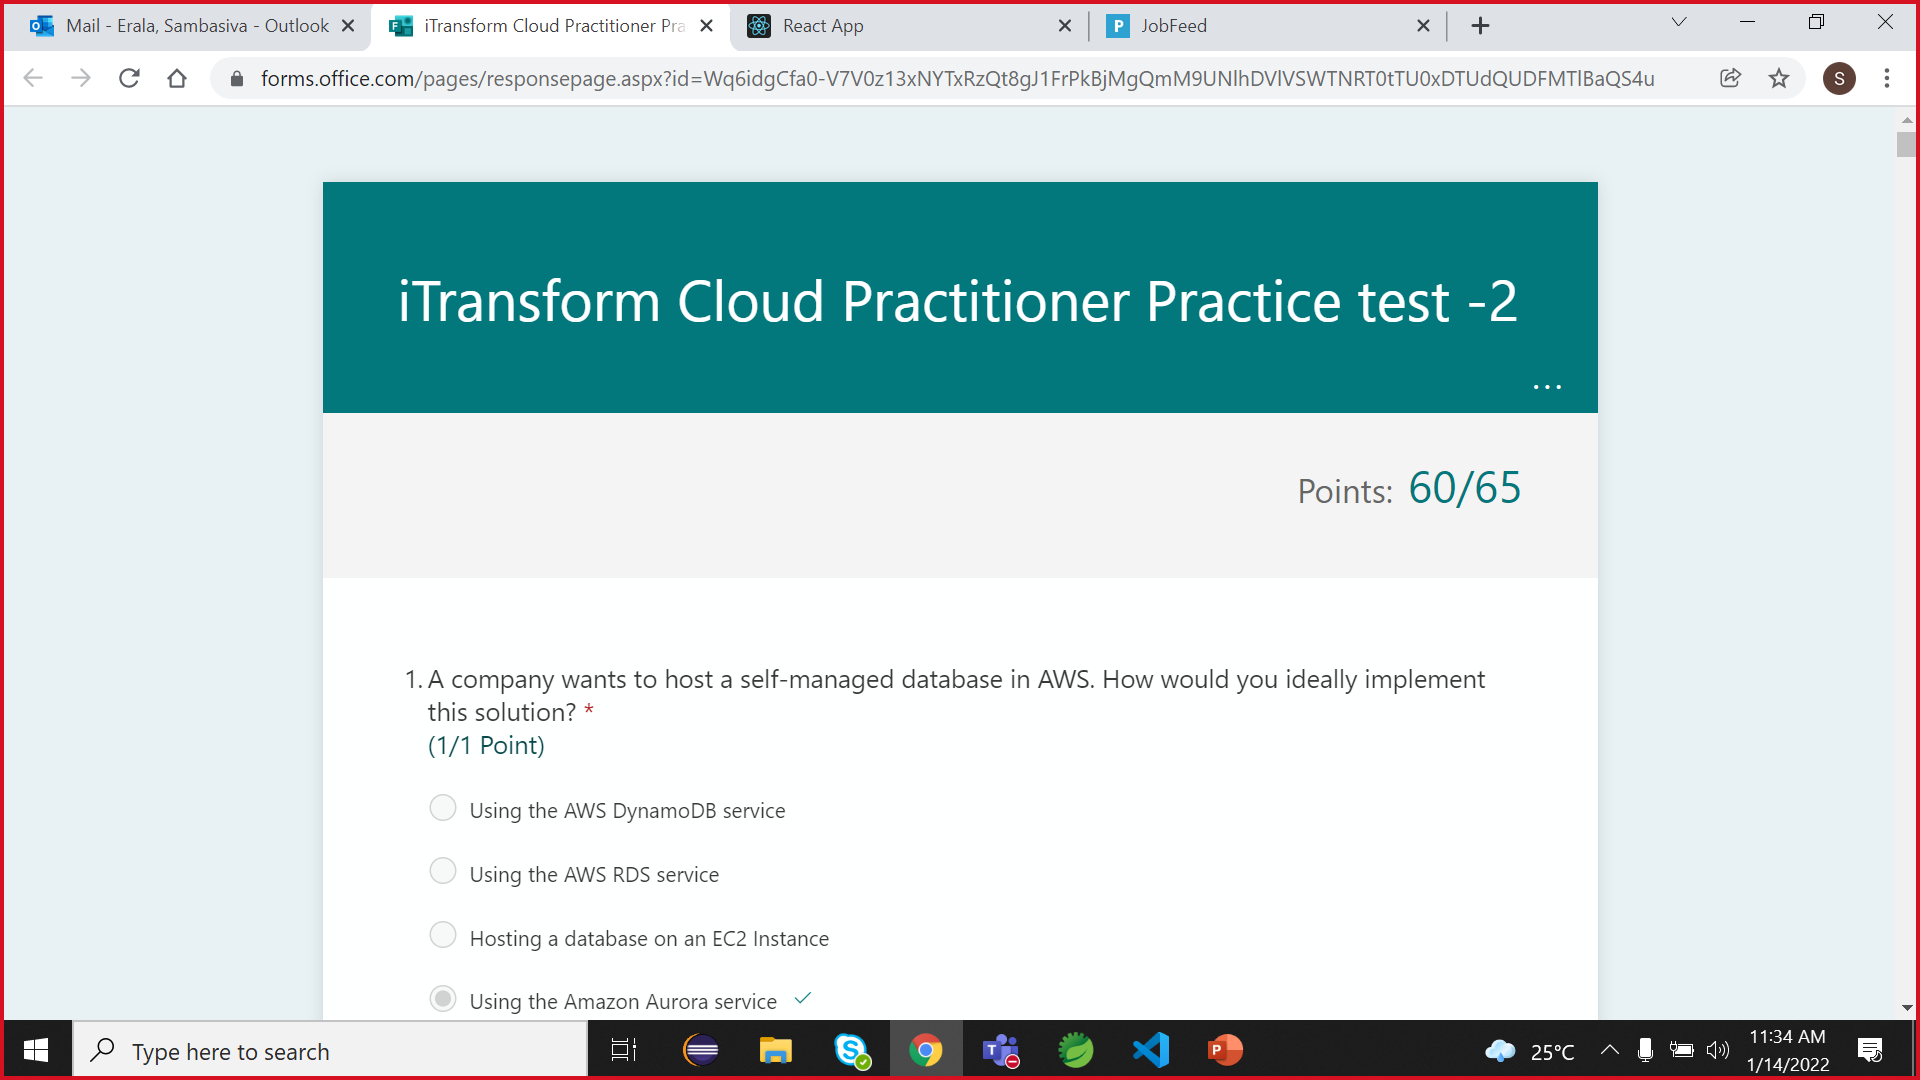 Mail - Erala, Sambasiva - Outlook
iTransform Cloud Practitioner Pra
React App
JobFeed
forms.office.com/pages/responsepage.aspx?id=Wq6idgCfa0-V7V0z13xNYTxRzQt8gJ1FrPkBjMgQmM9UNlhDVlVSWTNRT0tTU0xDTUdQUDFMTlBaQS4u
S
iTransform Cloud Practitioner Practice test -2
...
Points: 60/65
1. A company wants to host a self-managed database in AWS. How would you ideally implement
this solution? *
(1/1 Point)
Using the AWS DynamoDB service
Using the AWS RDS service
Hosting a database on an EC2 Instance
Using the Amazon Aurora service
Type here to search
25°C
11:34 AM
1/14/2022